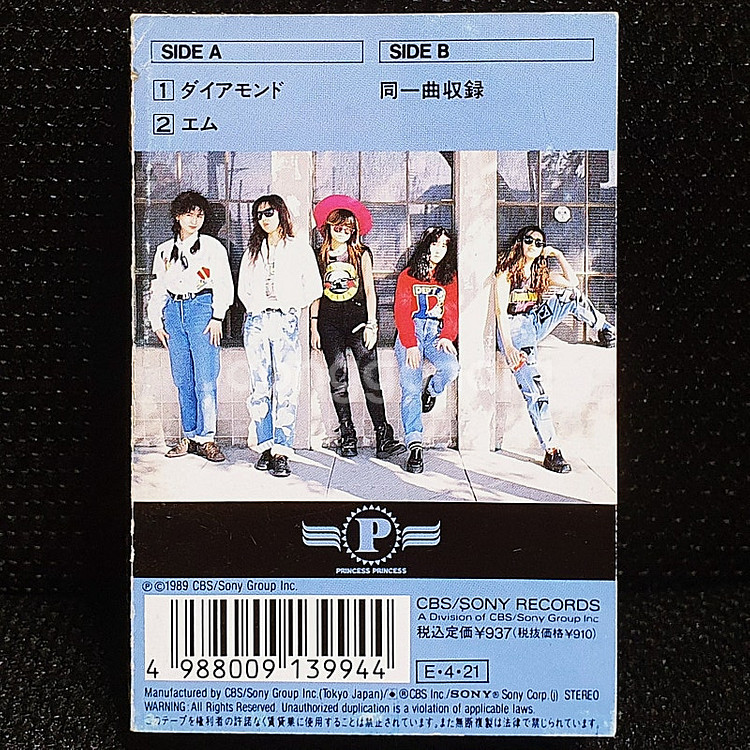 SIDE A
SIDE B
1 ダイアモンド
同一曲収録
2 エム
P
PRINCESS PRINCESS
Ⓟ©1989 CBS/Sony Group Inc.
CBS/SONY RECORDS
A Division of CBS/Sony Group Inc
税込定価¥937(税抜価格¥910)
4 988009 139944
E・4・21
Manufactured by CBS/Sony Group Inc.(Tokyo Japan)/®CBS Inc./SONY® Sony Corp.(j) STEREO
WARNING: All Rights Reserved. Unauthorized duplication is a violation of applicable laws.
このテープを権利者の許諾なく賃貸業に使用することは禁止されています。また無断複製は法律で禁じられています。